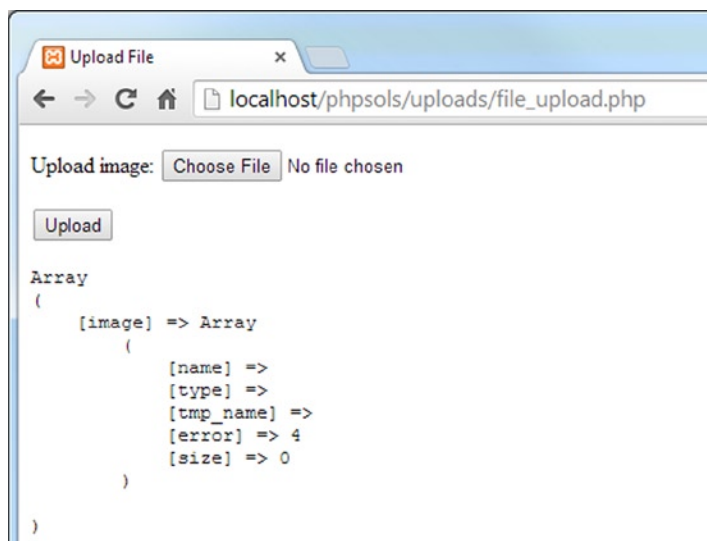 Upload File
localhost/phpsols/uploads/file_upload.php
Upload image: Choose File No file chosen
Upload
Array
(
    [image] => Array
        (
            [name] =>
            [type] =>
            [tmp_name] =>
            [error] => 4
            [size] => 0
        )

)